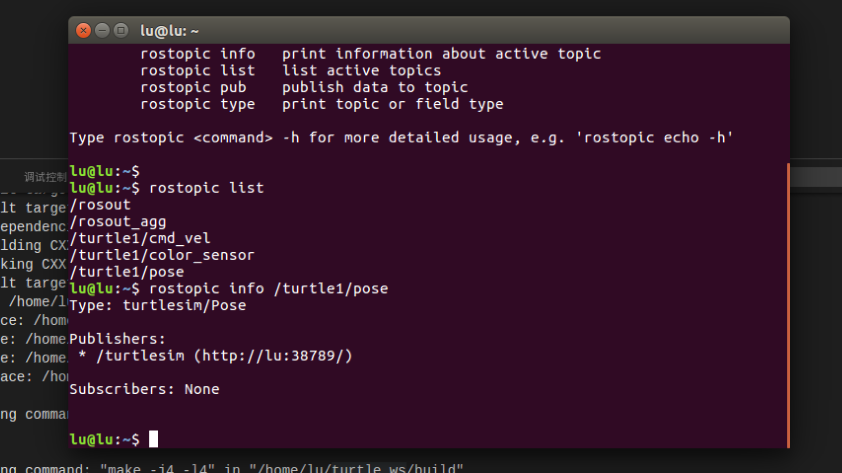 lu@lu: ~
rostopic info   print information about active topic
rostopic list   list active topics
rostopic pub    publish data to topic
rostopic type   print topic or field type
Type rostopic <command> -h for more detailed usage, e.g. 'rostopic echo -h'
lu@lu:~$
lu@lu:~$ rostopic list
/rosout
/rosout_agg
/turtle1/cmd_vel
/turtle1/color_sensor
/turtle1/pose
lu@lu:~$ rostopic info /turtle1/pose
Type: turtlesim/Pose
Publishers:
* /turtlesim (http://lu:38789/)
Subscribers: None
lu@lu:~$
调试控制
lt targe
ependenc
lding CX
king CXX
lt targe
/home/l
ce: /hom
e: /home
e: /home
ace: /ho
ng comma
ng command: "make -j4 -l4" in "/home/lu/turtle_ws/build"